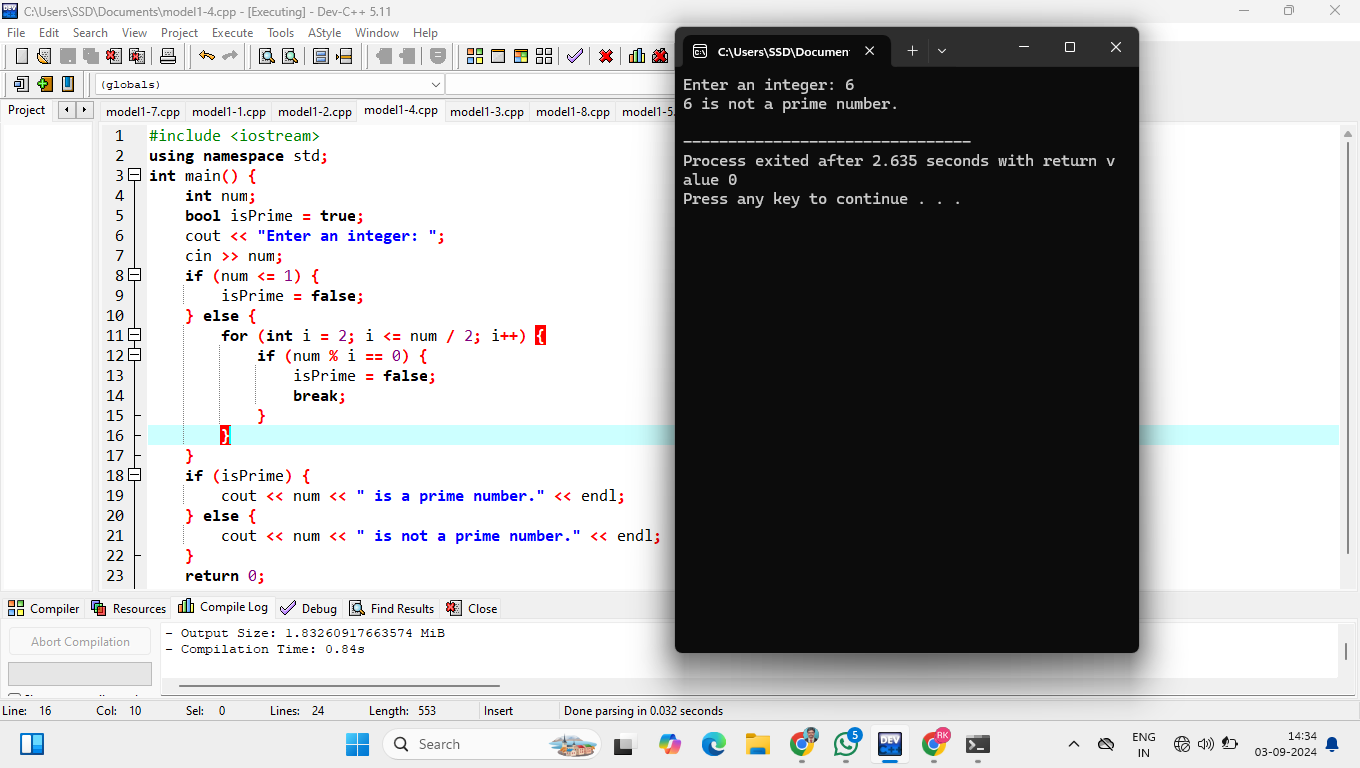 C:\Users\SSD\Documents\model1-4.cpp - [Executing] - Dev-C++ 5.11
File Edit Search View Project Execute Tools AStyle Window Help
(globals)
Project
model1-7.cpp model1-1.cpp model1-2.cpp model1-4.cpp model1-3.cpp model1-8.cpp model1-5.
1 #include <iostream>
2 using namespace std;
3 int main() {
4 int num;
5 bool isPrime = true;
6 cout << "Enter an integer: ";
7 cin >> num;
8 if (num <= 1) {
9 isPrime = false;
10 } else {
11 for (int i = 2; i <= num / 2; i++) {
12 if (num % i == 0) {
13 isPrime = false;
14 break;
15 }
16 }
17 }
18 if (isPrime) {
19 cout << num << " is a prime number." << endl;
20 } else {
21 cout << num << " is not a prime number." << endl;
22 }
23 return 0;
C:\Users\SSD\Documen
Enter an integer: 6
6 is not a prime number.
--------------------------------
Process exited after 2.635 seconds with return v
alue 0
Press any key to continue . . .
Compiler Resources Compile Log Debug Find Results Close
Abort Compilation
- Output Size: 1.83260917663574 MiB
- Compilation Time: 0.84s
Line: 16 Col: 10 Sel: 0 Lines: 24 Length: 553 Insert Done parsing in 0.032 seconds
Search
5
DEV
RK
ENG
IN
14:34
03-09-2024